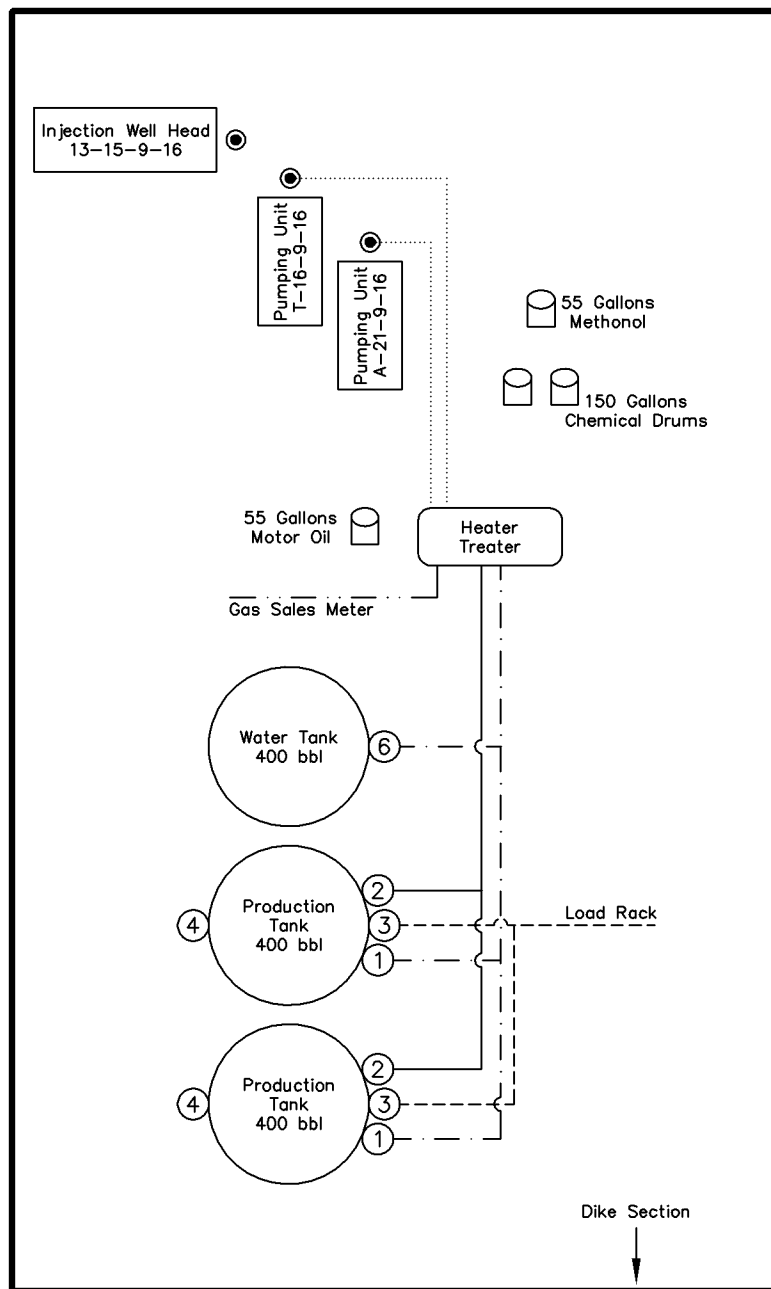 Injection Well Head
13-15-9-16
Pumping Unit
T-16-9-16
Pumping Unit
A-21-9-16
55 Gallons
Methonol
150 Gallons
Chemical Drums
55 Gallons
Motor Oil
Heater
Treater
Gas Sales Meter
Water Tank
400 bbl
6
Production
Tank
400 bbl
4
2
3
1
Load Rack
Production
Tank
400 bbl
4
2
3
1
Dike Section